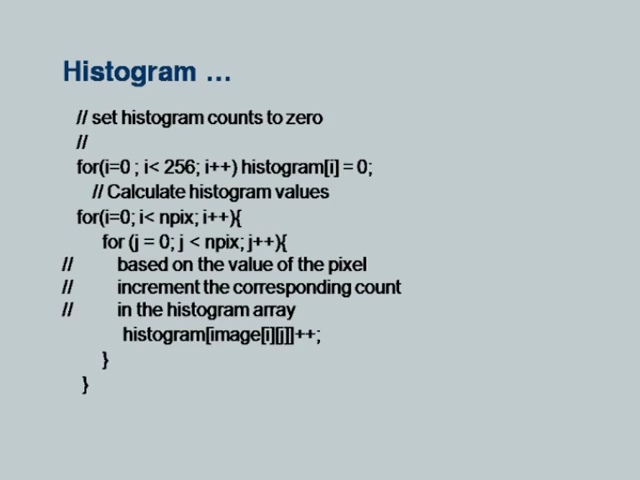 Histogram …
// set histogram counts to zero
//
for(i=0 ; i< 256; i++) histogram[i] = 0;
// Calculate histogram values
for(i=0; i< npix; i++){
for (j = 0; j < npix; j++){
// based on the value of the pixel
// increment the corresponding count
// in the histogram array
histogram[image[i][j]]++;
}
}